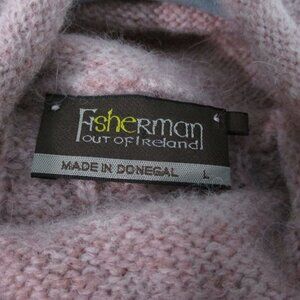 Fisherman
out of Ireland
MADE IN DONEGAL L